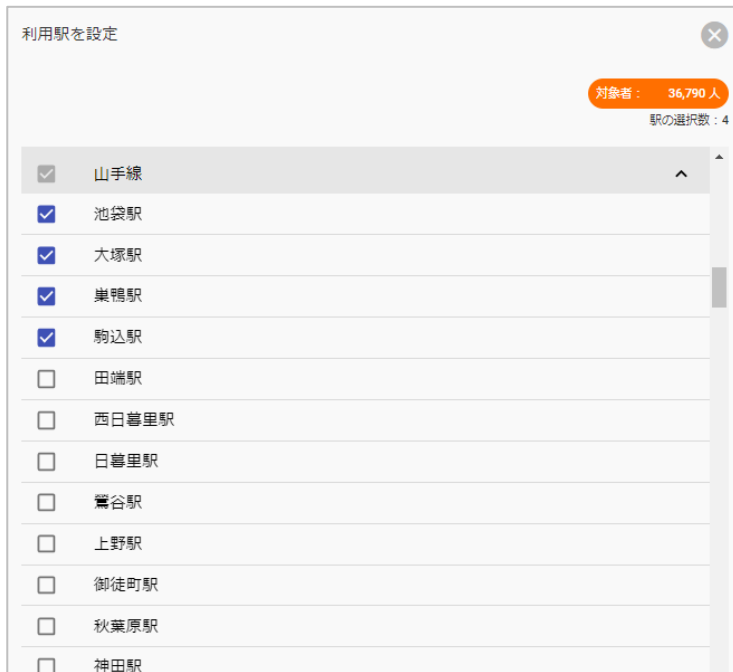 利用駅を設定
対象者： 36,790 人
駅の選択数：4
山手線
池袋駅
大塚駅
巣鴨駅
駒込駅
田端駅
西日暮里駅
日暮里駅
鶯谷駅
上野駅
御徒町駅
秋葉原駅
神田駅